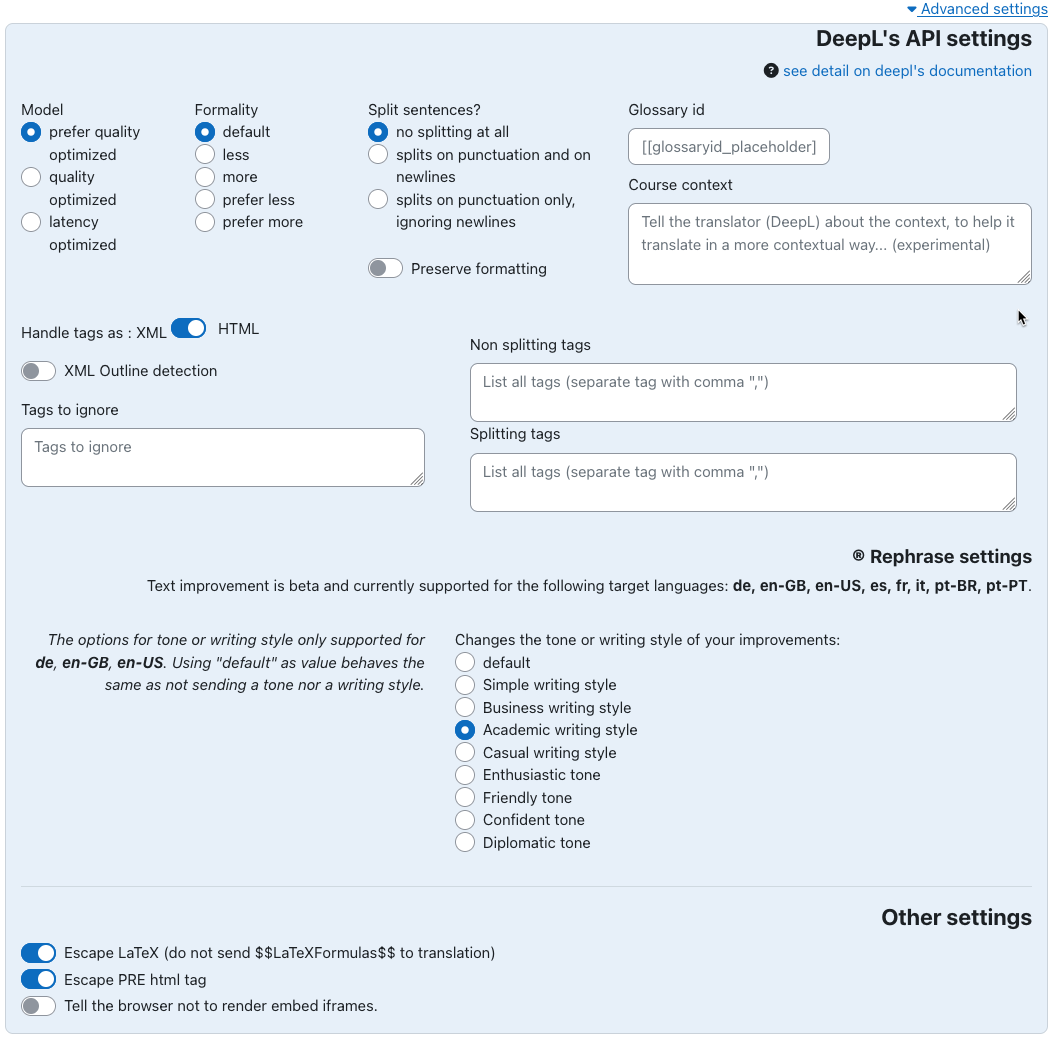 Advanced settings
DeepL's API settings
see detail on deepl's documentation
Model
prefer quality
optimized
quality
optimized
latency
optimized
Formality
default
less
more
prefer less
prefer more
Split sentences?
no splitting at all
splits on punctuation and on
newlines
splits on punctuation only,
ignoring newlines
Preserve formatting
Glossary id
[[glossaryid_placeholder]
Course context
Tell the translator (DeepL) about the context, to help it
translate in a more contextual way... (experimental)
Handle tags as : XML HTML
XML Outline detection
Tags to ignore
Tags to ignore
Non splitting tags
List all tags (separate tag with comma ",")
Splitting tags
List all tags (separate tag with comma ",")
® Rephrase settings
Text improvement is beta and currently supported for the following target languages: de, en-GB, en-US, es, fr, it, pt-BR, pt-PT.
The options for tone or writing style only supported for
de, en-GB, en-US. Using "default" as value behaves the
same as not sending a tone nor a writing style.
Changes the tone or writing style of your improvements:
default
Simple writing style
Business writing style
Academic writing style
Casual writing style
Enthusiastic tone
Friendly tone
Confident tone
Diplomatic tone
Other settings
Escape LaTeX (do not send $$LaTeXFormulas$$ to translation)
Escape PRE html tag
Tell the browser not to render embed iframes.